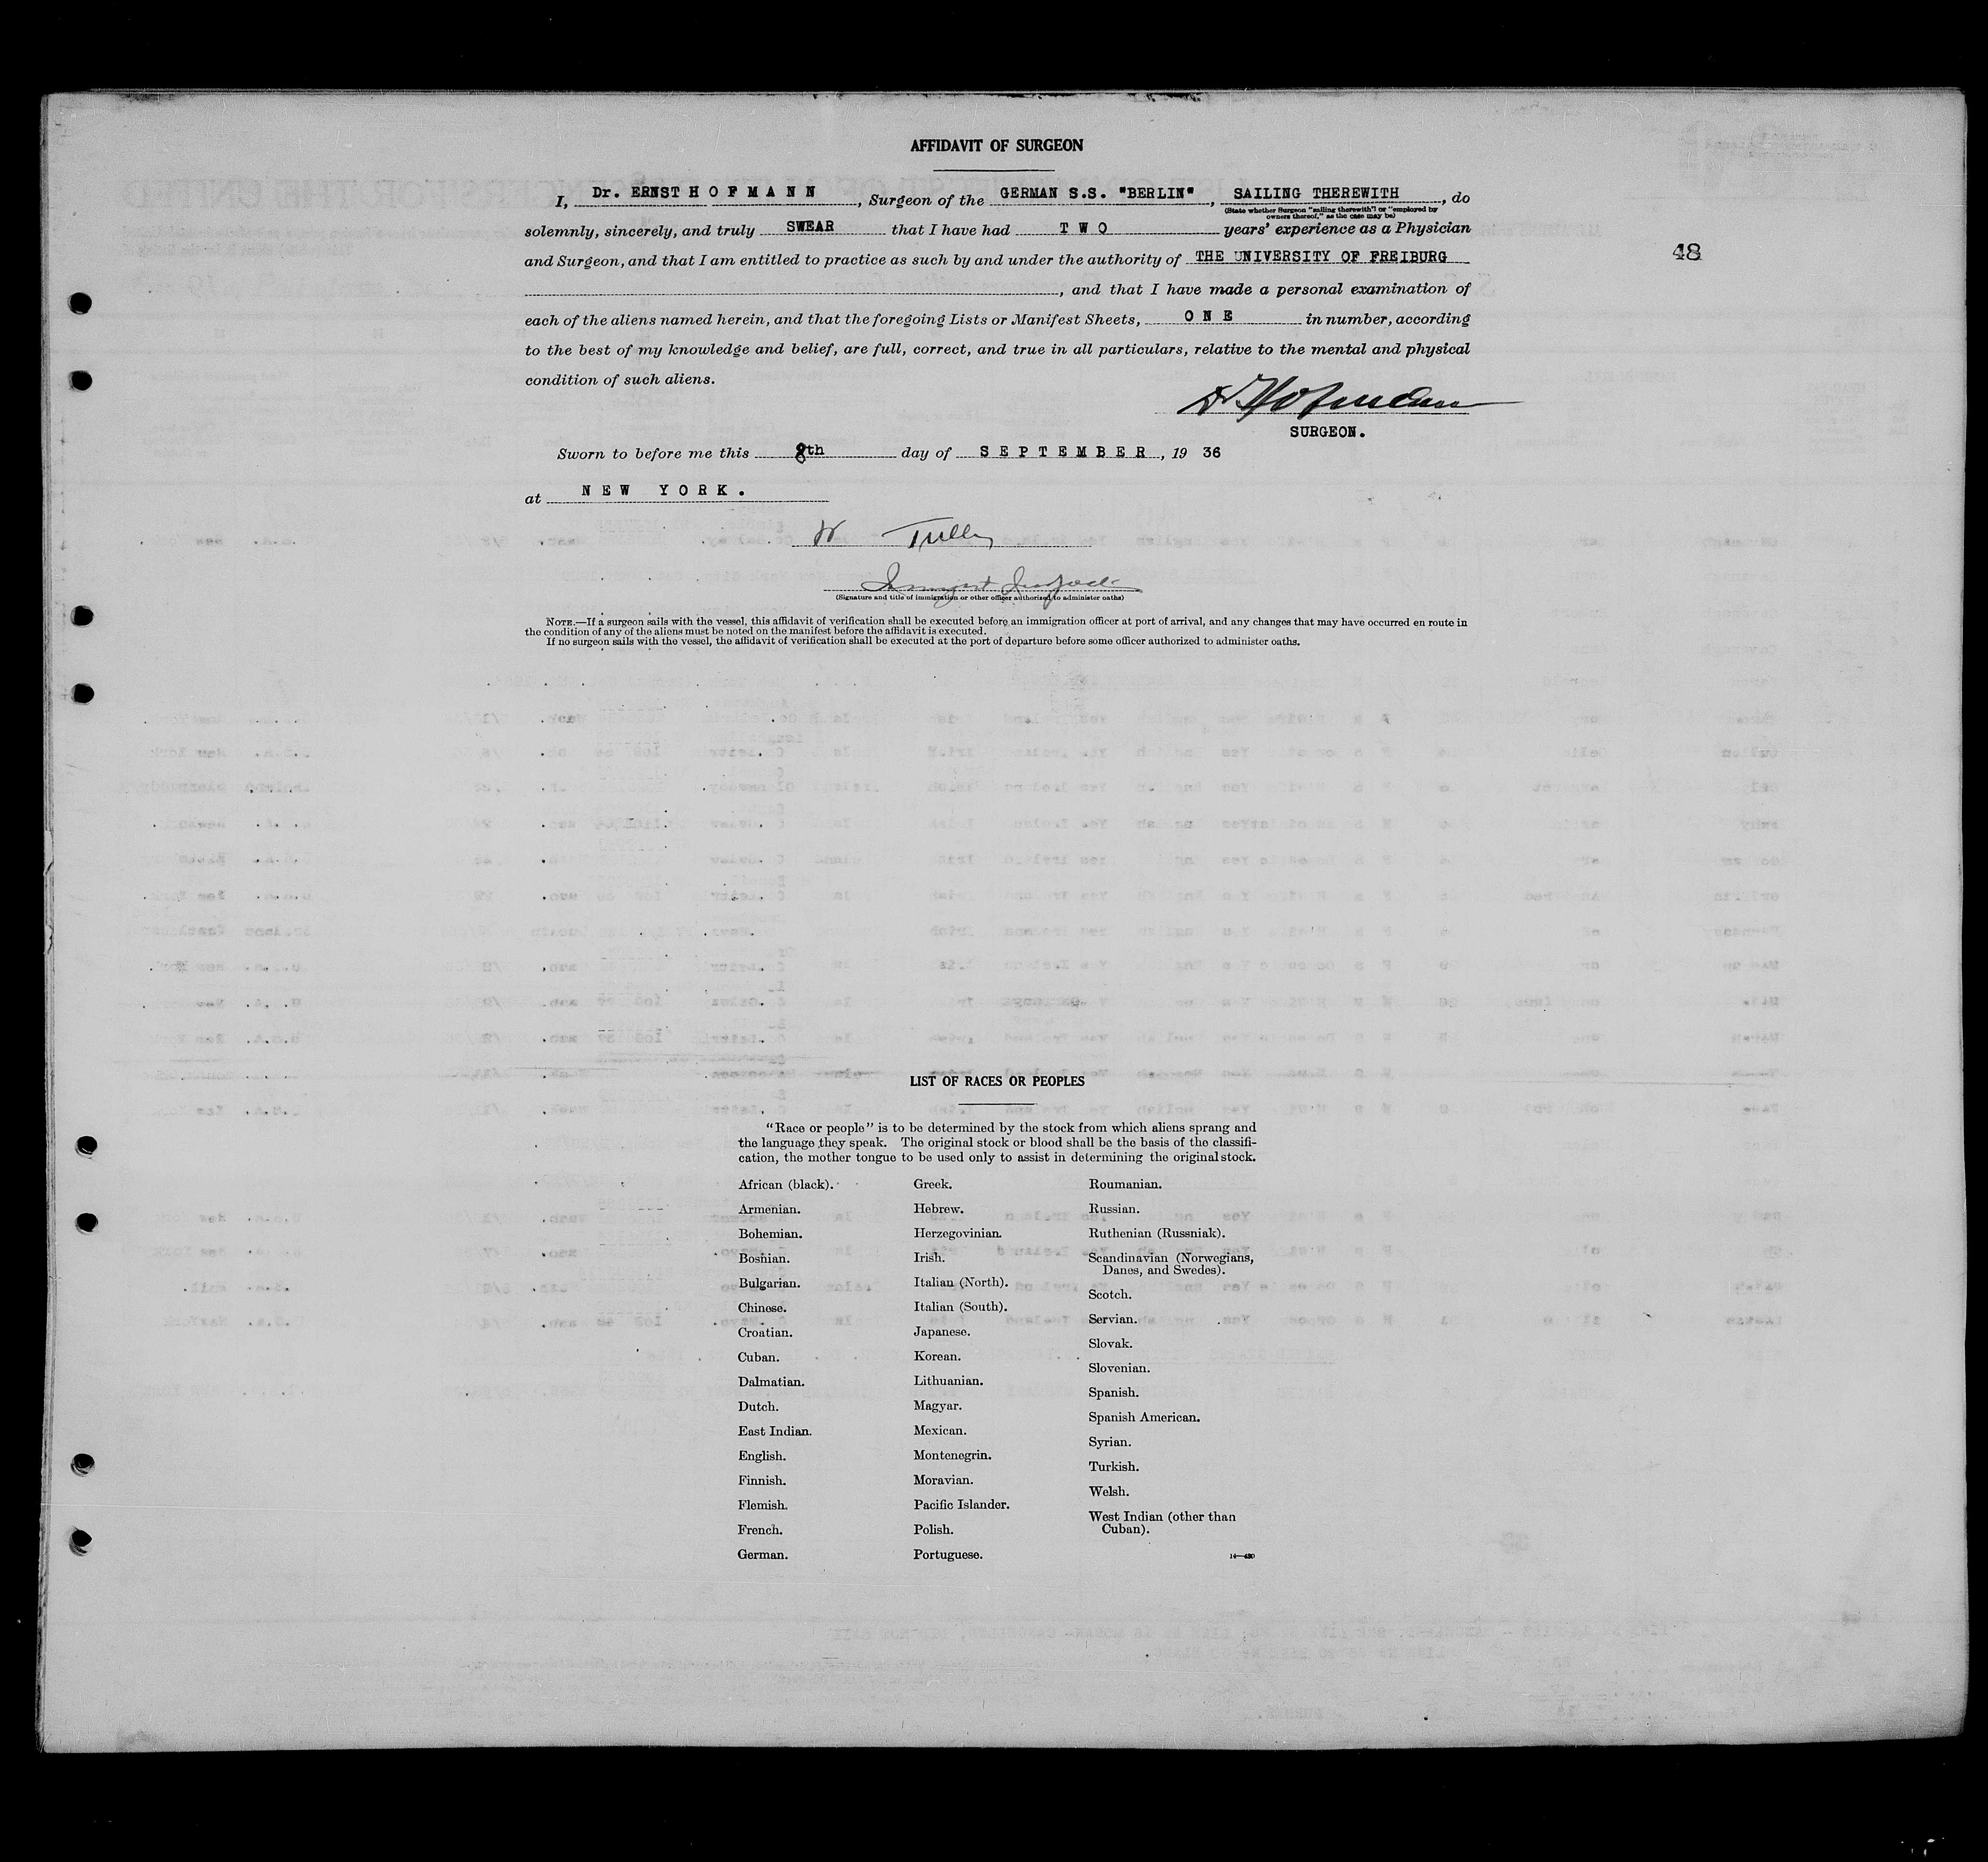 AFFIDAVIT OF SURGEON
I, Dr. ERNST H O F M A N N, Surgeon of the GERMAN S.S. "BERLIN", SAILING THEREWITH, do
(State whether Surgeon "sailing therewith" or "employed by
owners thereof," as the case may be)
solemnly, sincerely, and truly SWEAR that I have had T W O years' experience as a Physician
48
and Surgeon, and that I am entitled to practice as such by and under the authority of THE UNIVERSITY OF FREIBURG
, and that I have made a personal examination of
each of the aliens named herein, and that the foregoing Lists or Manifest Sheets, O N E in number, according
to the best of my knowledge and belief, are full, correct, and true in all particulars, relative to the mental and physical
condition of such aliens.
Dr Hofmann
SURGEON.
Sworn to before me this 8th day of S E P T E M B E R, 19 36
at N E W Y O R K.
W Tully
Immigrant Inspector
(Signature and title of immigration or other officer authorized to administer oaths)
NOTE.—If a surgeon sails with the vessel, this affidavit of verification shall be executed before an immigration officer at port of arrival, and any changes that may have occurred en route in
the condition of any of the aliens must be noted on the manifest before the affidavit is executed.
If no surgeon sails with the vessel, the affidavit of verification shall be executed at the port of departure before some officer authorized to administer oaths.
LIST OF RACES OR PEOPLES
"Race or people" is to be determined by the stock from which aliens sprang and
the language they speak. The original stock or blood shall be the basis of the classifi-
cation, the mother tongue to be used only to assist in determining the original stock.
African (black).
Armenian.
Bohemian.
Bosnian.
Bulgarian.
Chinese.
Croatian.
Cuban.
Dalmatian.
Dutch.
East Indian.
English.
Finnish.
Flemish.
French.
German.
Greek.
Hebrew.
Herzegovinian.
Irish.
Italian (North).
Italian (South).
Japanese.
Korean.
Lithuanian.
Magyar.
Mexican.
Montenegrin.
Moravian.
Pacific Islander.
Polish.
Portuguese.
Roumanian.
Russian.
Ruthenian (Russniak).
Scandinavian (Norwegians,
Danes, and Swedes).
Scotch.
Servian.
Slovak.
Slovenian.
Spanish.
Spanish American.
Syrian.
Turkish.
Welsh.
West Indian (other than
Cuban).
14—430